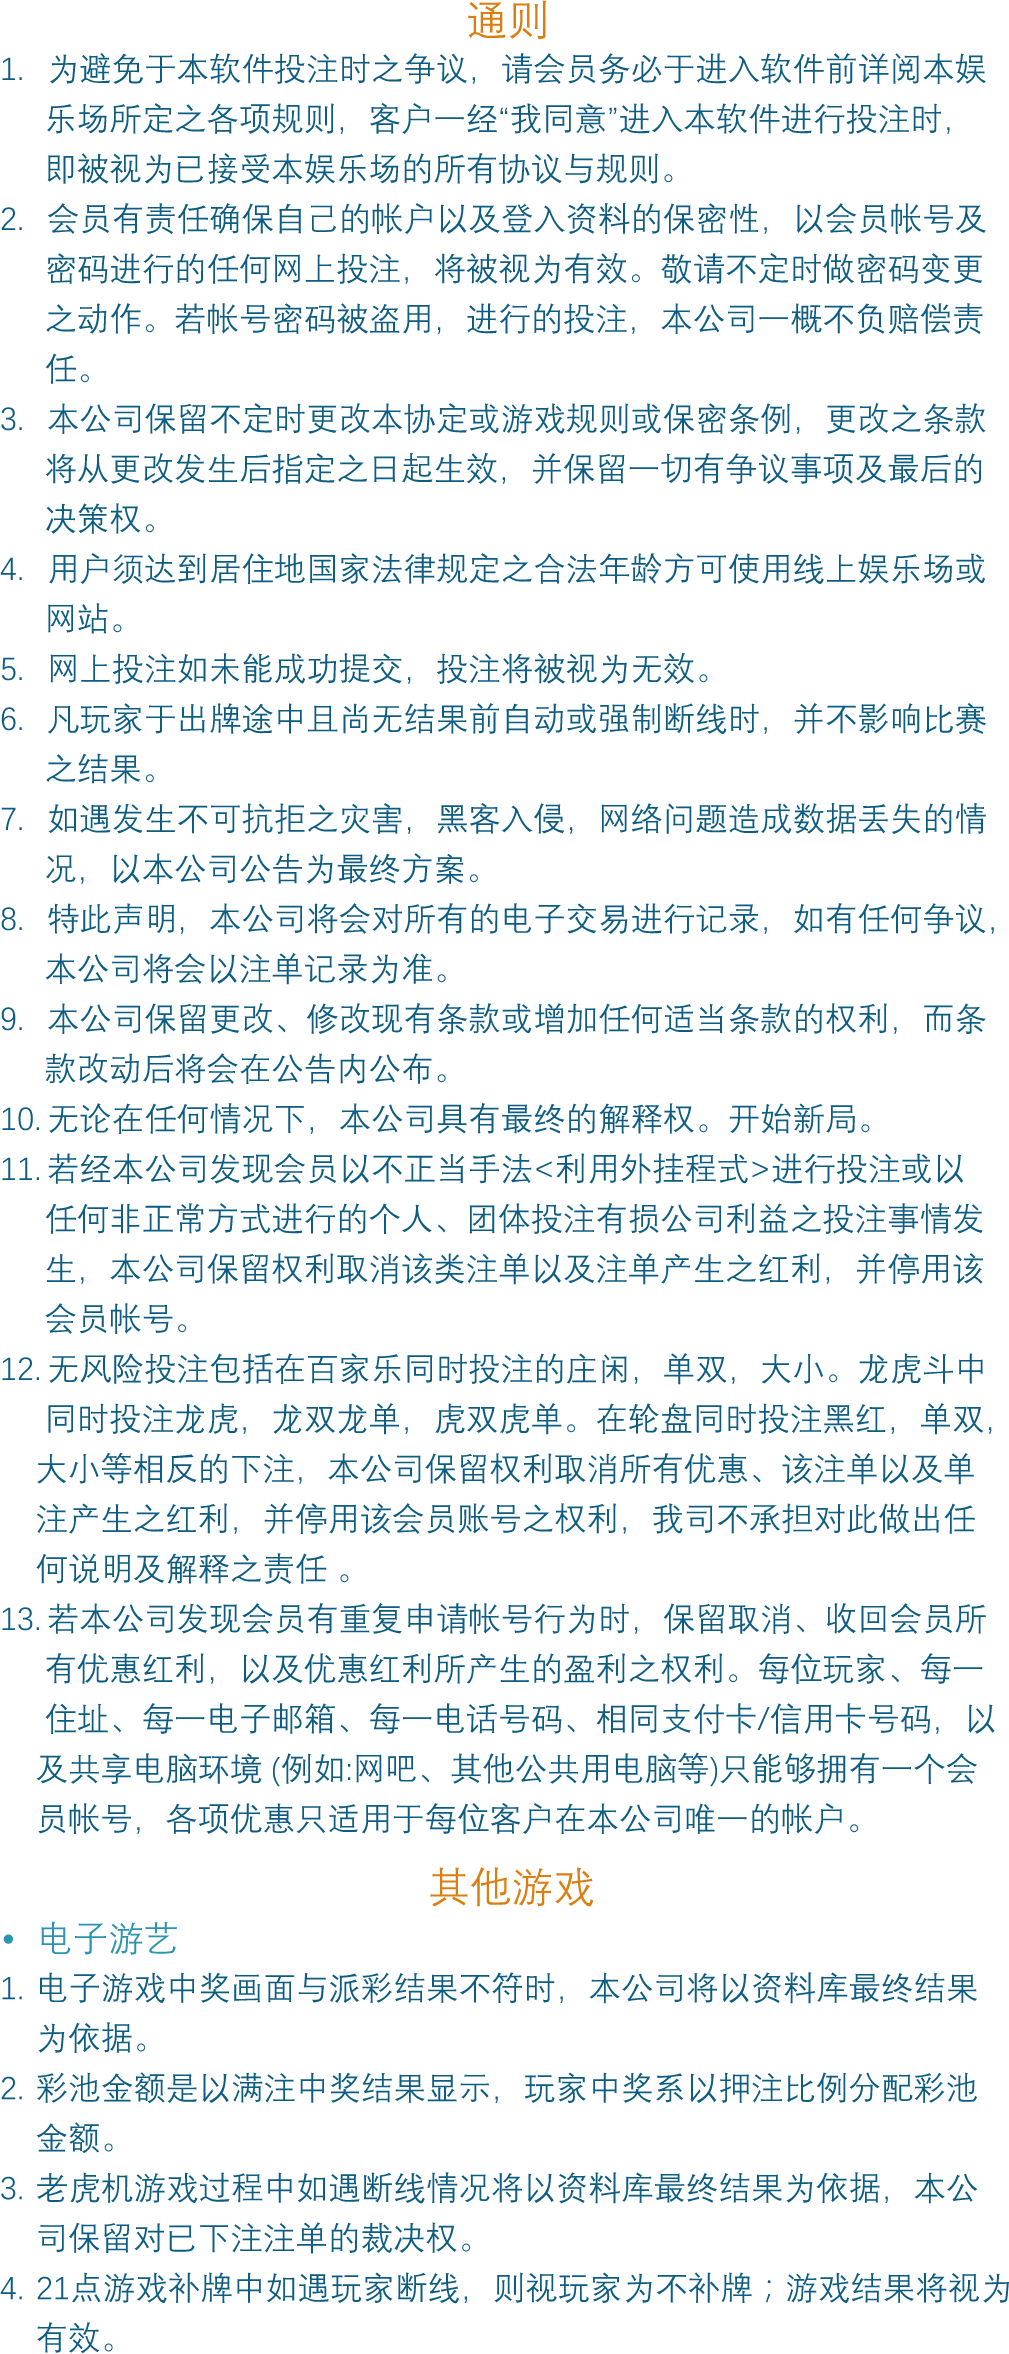 通则
1. 为避免于本软件投注时之争议，请会员务必于进入软件前详阅本娱
乐场所定之各项规则，客户一经“我同意”进入本软件进行投注时，
即被视为已接受本娱乐场的所有协议与规则。
2. 会员有责任确保自己的帐户以及登入资料的保密性，以会员帐号及
密码进行的任何网上投注，将被视为有效。敬请不定时做密码变更
之动作。若帐号密码被盗用，进行的投注，本公司一概不负赔偿责
任。
3. 本公司保留不定时更改本协定或游戏规则或保密条例，更改之条款
将从更改发生后指定之日起生效，并保留一切有争议事项及最后的
决策权。
4. 用户须达到居住地国家法律规定之合法年龄方可使用线上娱乐场或
网站。
5. 网上投注如未能成功提交，投注将被视为无效。
6. 凡玩家于出牌途中且尚无结果前自动或强制断线时，并不影响比赛
之结果。
7. 如遇发生不可抗拒之灾害，黑客入侵，网络问题造成数据丢失的情
况，以本公司公告为最终方案。
8. 特此声明，本公司将会对所有的电子交易进行记录，如有任何争议，
本公司将会以注单记录为准。
9. 本公司保留更改、修改现有条款或增加任何适当条款的权利，而条
款改动后将会在公告内公布。
10. 无论在任何情况下，本公司具有最终的解释权。开始新局。
11. 若经本公司发现会员以不正当手法<利用外挂程式>进行投注或以
任何非正常方式进行的个人、团体投注有损公司利益之投注事情发
生，本公司保留权利取消该类注单以及注单产生之红利，并停用该
会员帐号。
12. 无风险投注包括在百家乐同时投注的庄闲，单双，大小。龙虎斗中
同时投注龙虎，龙双龙单，虎双虎单。在轮盘同时投注黑红，单双，
大小等相反的下注，本公司保留权利取消所有优惠、该注单以及单
注产生之红利，并停用该会员账号之权利，我司不承担对此做出任
何说明及解释之责任 。
13. 若本公司发现会员有重复申请帐号行为时，保留取消、收回会员所
有优惠红利，以及优惠红利所产生的盈利之权利。每位玩家、每一
住址、每一电子邮箱、每一电话号码、相同支付卡/信用卡号码，以
及共享电脑环境 (例如:网吧、其他公共用电脑等)只能够拥有一个会
员帐号，各项优惠只适用于每位客户在本公司唯一的帐户。
其他游戏
• 电子游艺
1. 电子游戏中奖画面与派彩结果不符时，本公司将以资料库最终结果
为依据。
2. 彩池金额是以满注中奖结果显示，玩家中奖系以押注比例分配彩池
金额。
3. 老虎机游戏过程中如遇断线情况将以资料库最终结果为依据，本公
司保留对已下注注单的裁决权。
4. 21点游戏补牌中如遇玩家断线，则视玩家为不补牌；游戏结果将视为
有效。